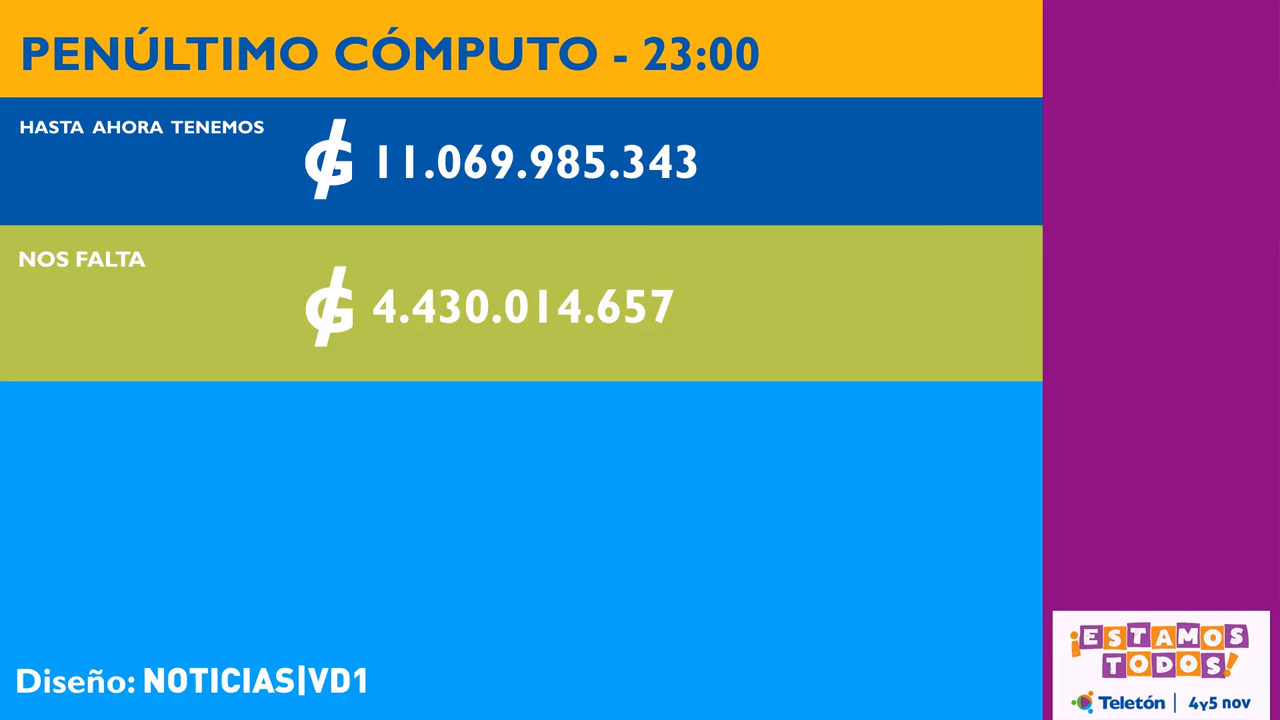 PENÚLTIMO CÓMPUTO - 23:00
HASTA AHORA TENEMOS
₲ 11.069.985.343
NOS FALTA
₲ 4.430.014.657
Diseño: NOTICIAS|VD1
¡ESTAMOS
TODOS!
Teletón | 4y5 nov